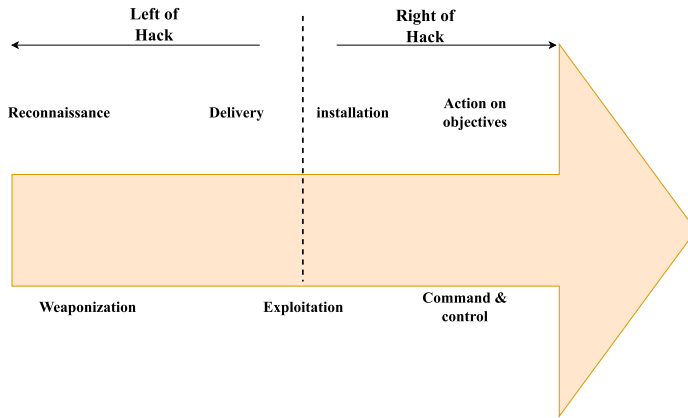 Left of
Hack
Right of
Hack
Reconnaissance
Delivery
installation
Action on
objectives
Weaponization
Exploitation
Command &
control